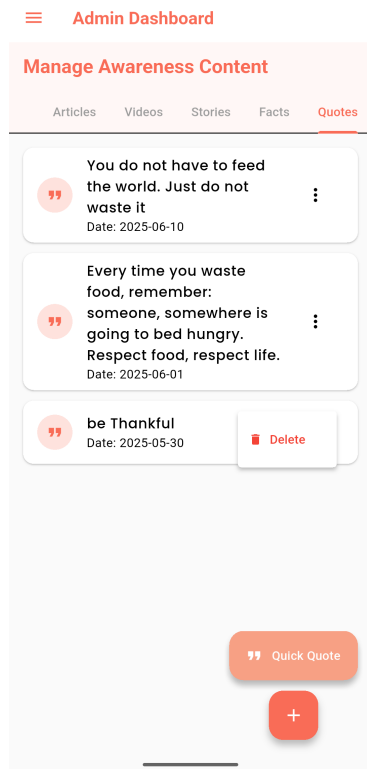 Admin Dashboard
Manage Awareness Content
Articles Videos Stories Facts Quotes
You do not have to feed
the world. Just do not
waste it
Date: 2025-06-10
Every time you waste
food, remember:
someone, somewhere is
going to bed hungry.
Respect food, respect life.
Date: 2025-06-01
be Thankful
Date: 2025-05-30
Delete
Quick Quote